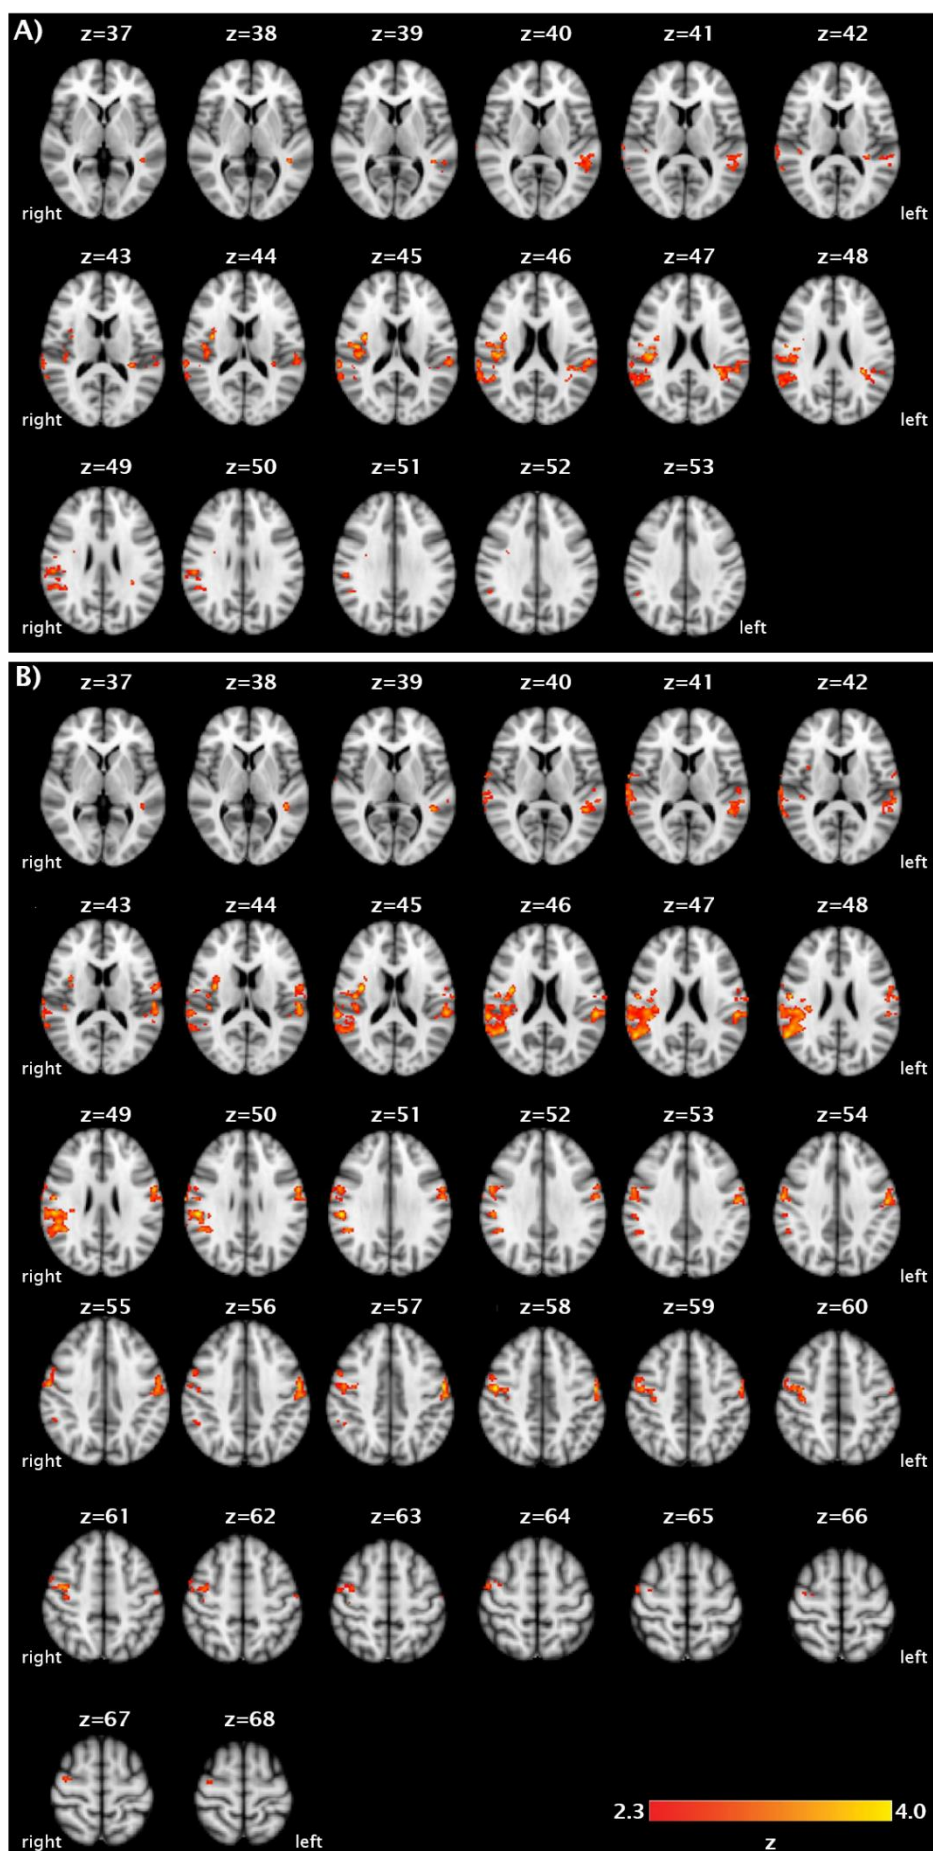 A)
z=37 z=38 z=39 z=40 z=41 z=42
right left
z=43 z=44 z=45 z=46 z=47 z=48
right left
z=49 z=50 z=51 z=52 z=53
right left
B)
z=37 z=38 z=39 z=40 z=41 z=42
right left
z=43 z=44 z=45 z=46 z=47 z=48
right left
z=49 z=50 z=51 z=52 z=53 z=54
right left
z=55 z=56 z=57 z=58 z=59 z=60
right left
z=61 z=62 z=63 z=64 z=65 z=66
right left
z=67 z=68
2.3 4.0
right left z